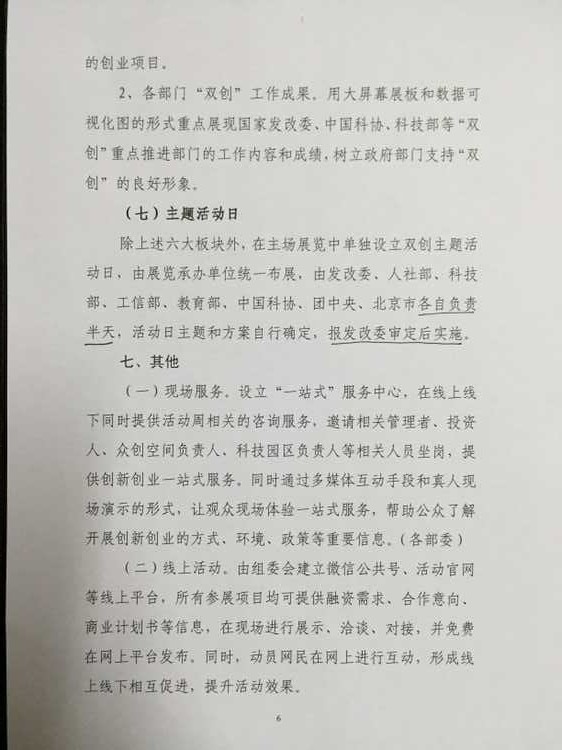 的创业项目。
2、各部门“双创”工作成果。用大屏幕展板和数据可
视化图的形式重点展现国家发改委、中国科协、科技部等“双
创”重点推进部门的工作内容和成绩，树立政府部门支持“双
创”的良好形象。
（七）主题活动日
除上述六大板块外，在主场展览中单独设立双创主题活
动日，由展览承办单位统一布展，由发改委、人社部、科技
部、工信部、教育部、中国科协、团中央、北京市各自负责
半天，活动日主题和方案自行确定，报发改委审定后实施。
七、其他
（一）现场服务。设立“一站式”服务中心，在线上线
下同时提供活动周相关的咨询服务，邀请相关管理者、投资
人、众创空间负责人、科技园区负责人等相关人员坐岗，提
供创新创业一站式服务。同时通过多媒体互动手段和真人现
场演示的形式，让观众现场体验一站式服务，帮助公众了解
开展创新创业的方式、环境、政策等重要信息。（各部委）
（二）线上活动。由组委会建立微信公共号、活动官网
等线上平台，所有参展项目均可提供融资需求、合作意向、
商业计划书等信息，在现场进行展示、洽谈、对接，并免费
在网上平台发布。同时，动员网民在网上进行互动，形成线
上线下相互促进，提升活动效果。
6